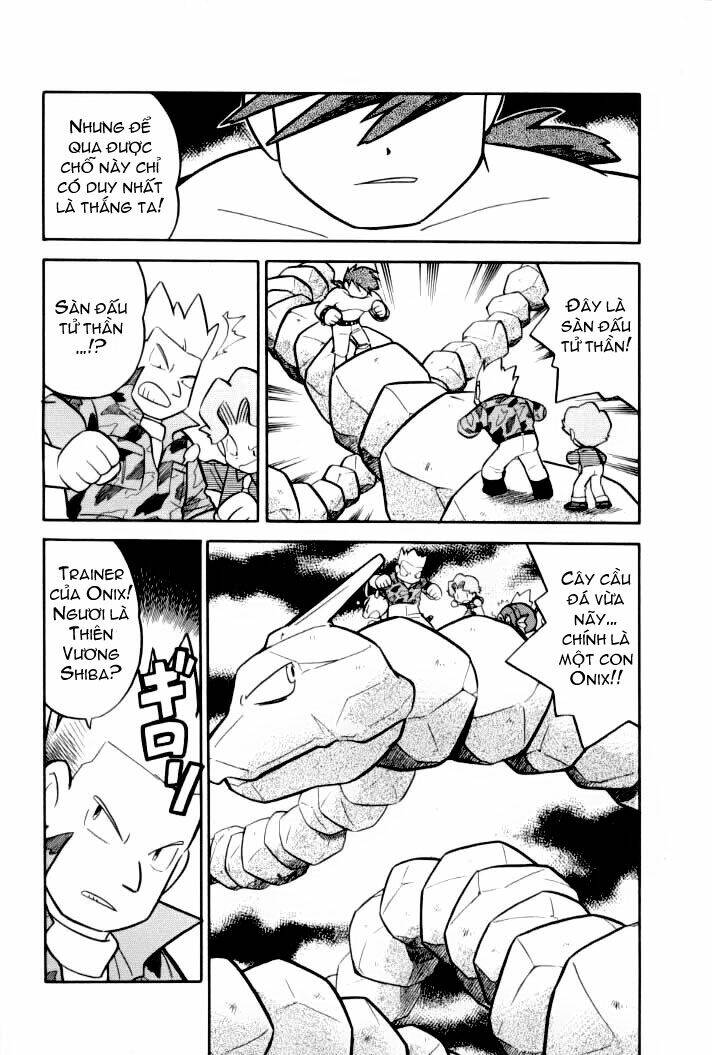 Nhưng để
qua được
chỗ này chỉ
có duy nhất
là thắng ta!
Đây là
sàn đấu
tử thần!
Sàn đấu
tử thần
...!?
Cây cầu
đá vừa
nãy...
chính là
một con
Onix!!
Trainer
của Onix!
Ngươi là
Thiên
Vương
Shiba?
ギロリ